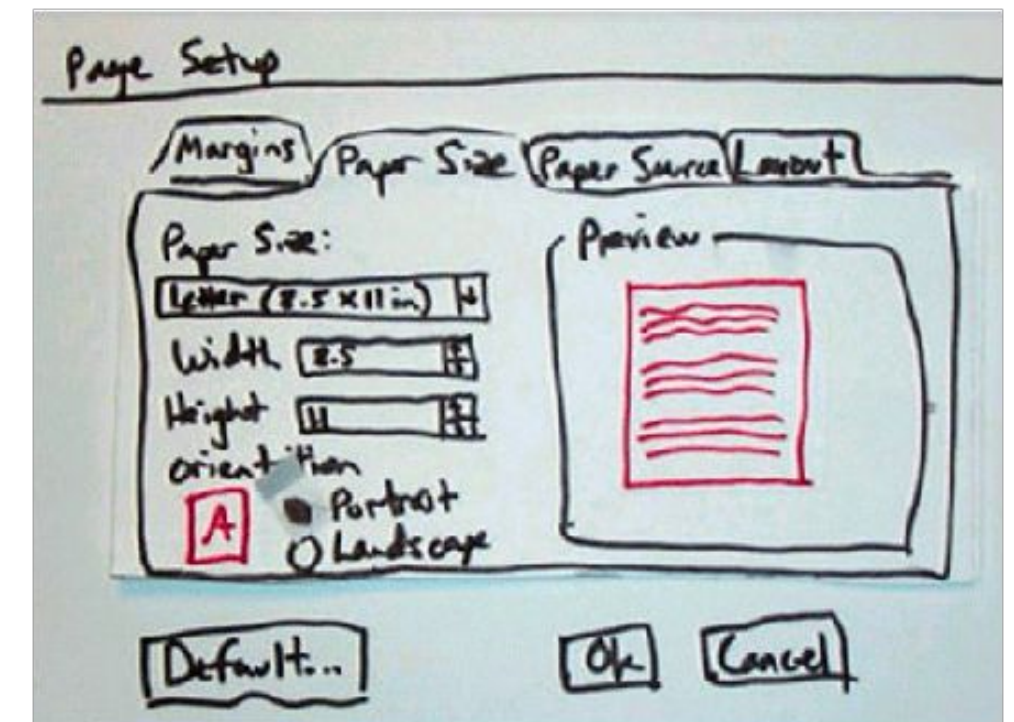 Page Setup
Margins Paper Size Paper Source Layout
Paper Size:
Preview
Letter (8.5 x 11 in)
Width 8.5
Height 11
orientition
A
Portrait
Landscape
Default...
Ok Cancel